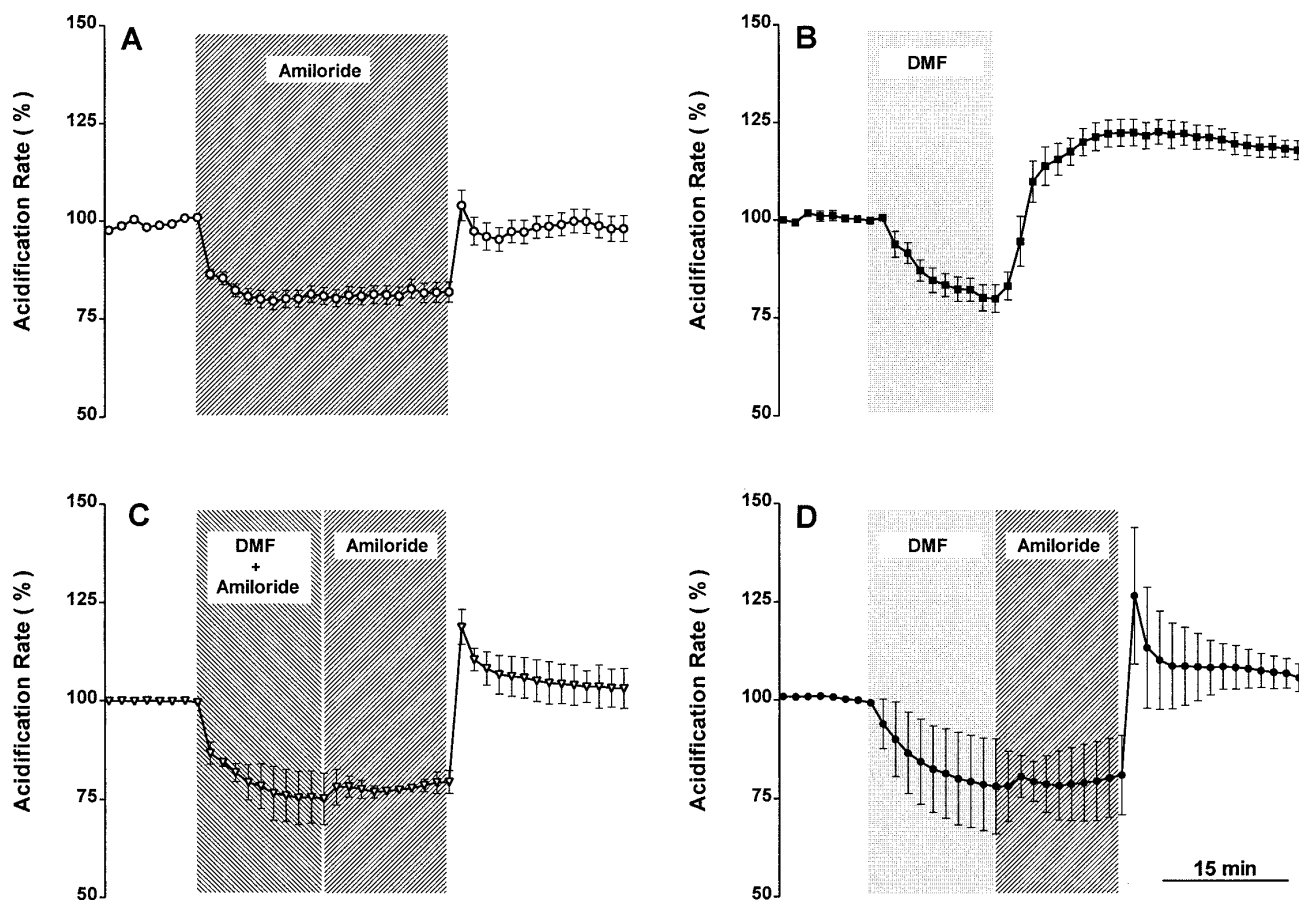 A
Acidification Rate ( % )
150
125
100
75
50
Amiloride
B
Acidification Rate ( % )
150
125
100
75
50
DMF
C
Acidification Rate ( % )
150
125
100
75
50
DMF
+
Amiloride
Amiloride
D
Acidification Rate ( % )
150
125
100
75
50
DMF
Amiloride
15 min